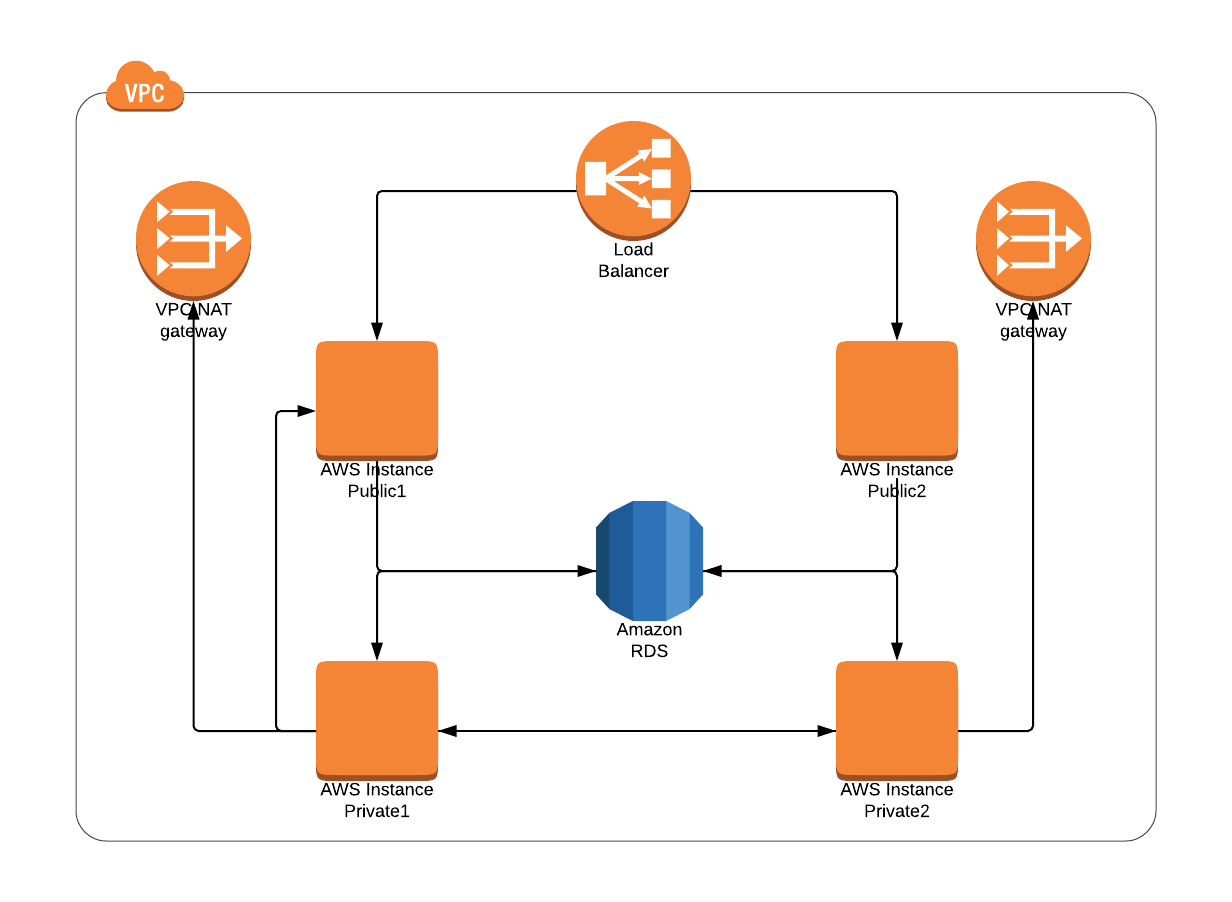 VPC
Load
Balancer
VPC NAT
gateway
VPC NAT
gateway
AWS Instance
Public1
AWS Instance
Public2
Amazon
RDS
AWS Instance
Private1
AWS Instance
Private2